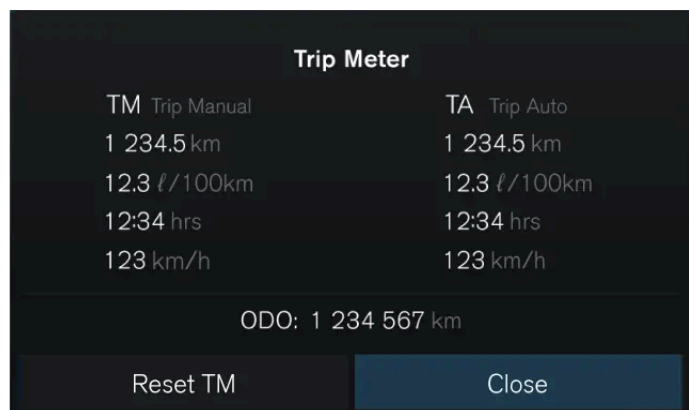 Trip Meter
TM Trip Manual
1 234.5 km
12.3 ℓ/100km
12:34 hrs
123 km/h
TA Trip Auto
1 234.5 km
12.3 ℓ/100km
12:34 hrs
123 km/h
ODO: 1 234 567 km
Reset TM
Close